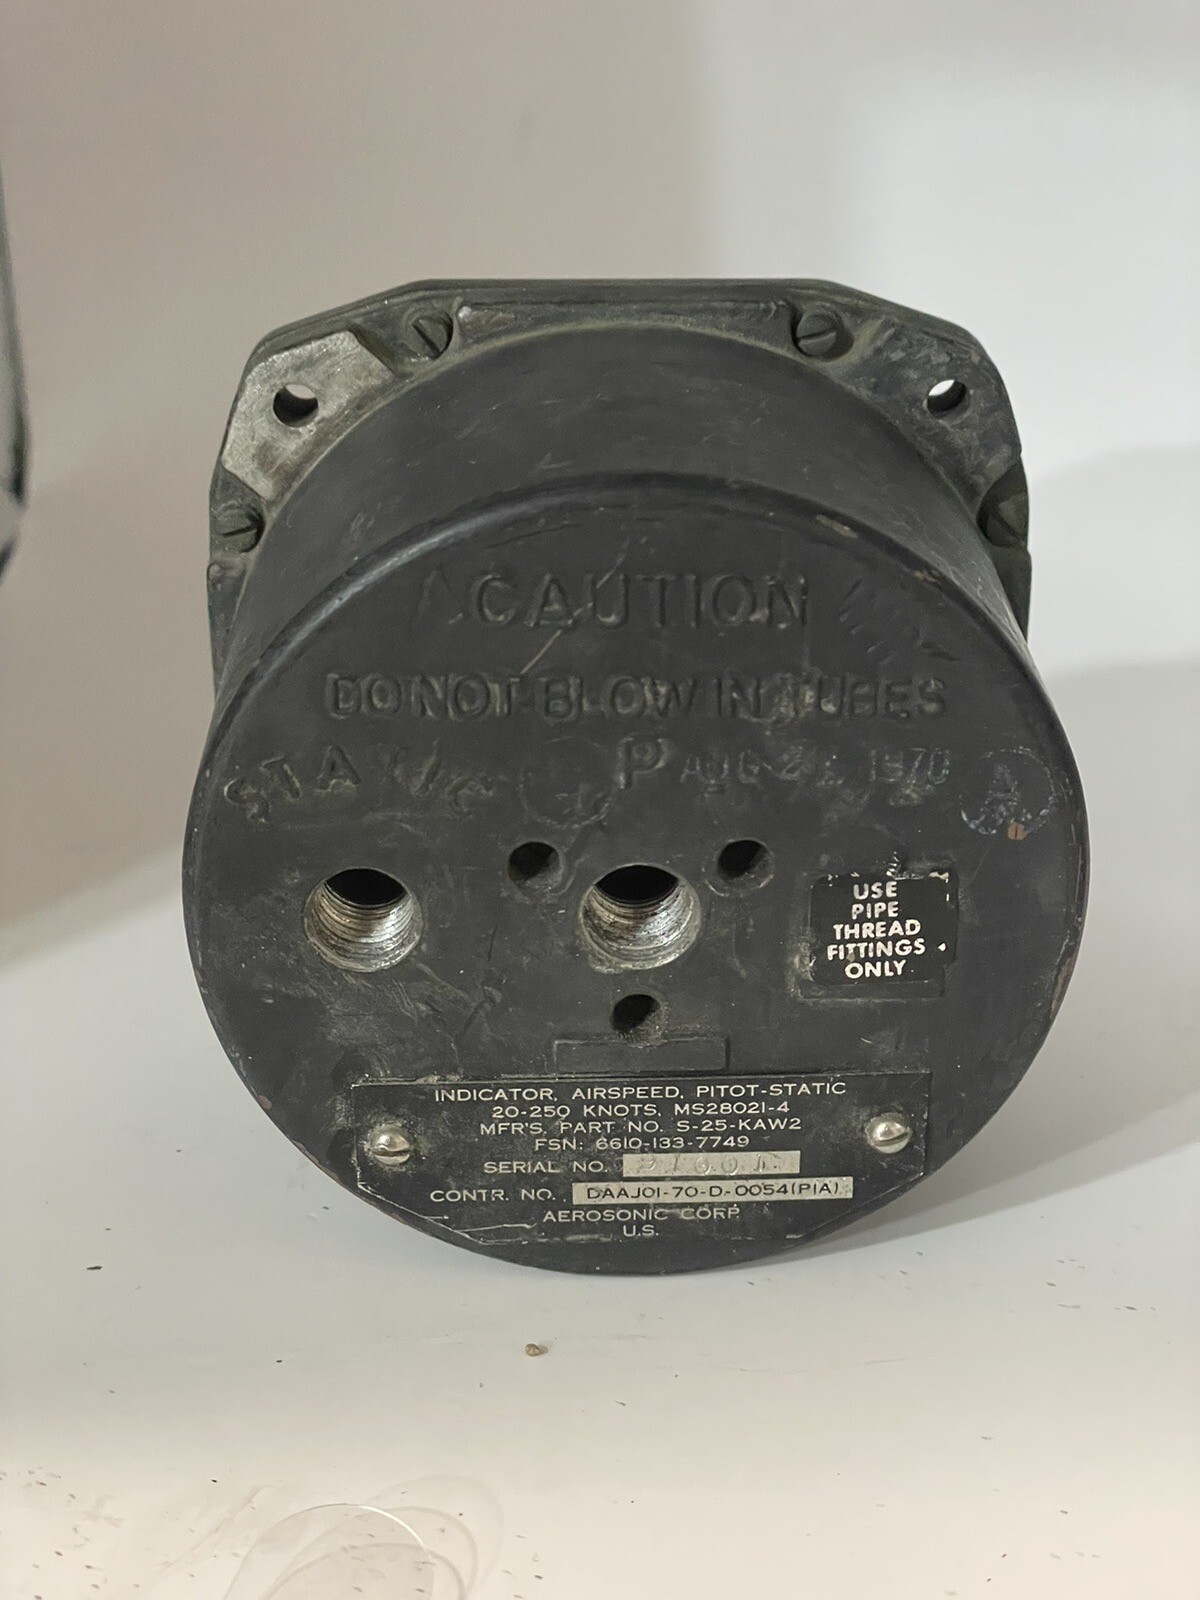 CAUTION
DO NOT BLOW IN TUBES
STATIC P AUG 1970
USE
PIPE
THREAD
FITTINGS
ONLY
INDICATOR, AIRSPEED, PITOT-STATIC
20-250 KNOTS, MS28021-4
MFR'S. PART NO. S-25-KAW2
FSN: 6610-133-7749
SERIAL NO.
CONTR. NO. DAAJ01-70-D-0054(P1A)
AEROSONIC CORP.
U.S.